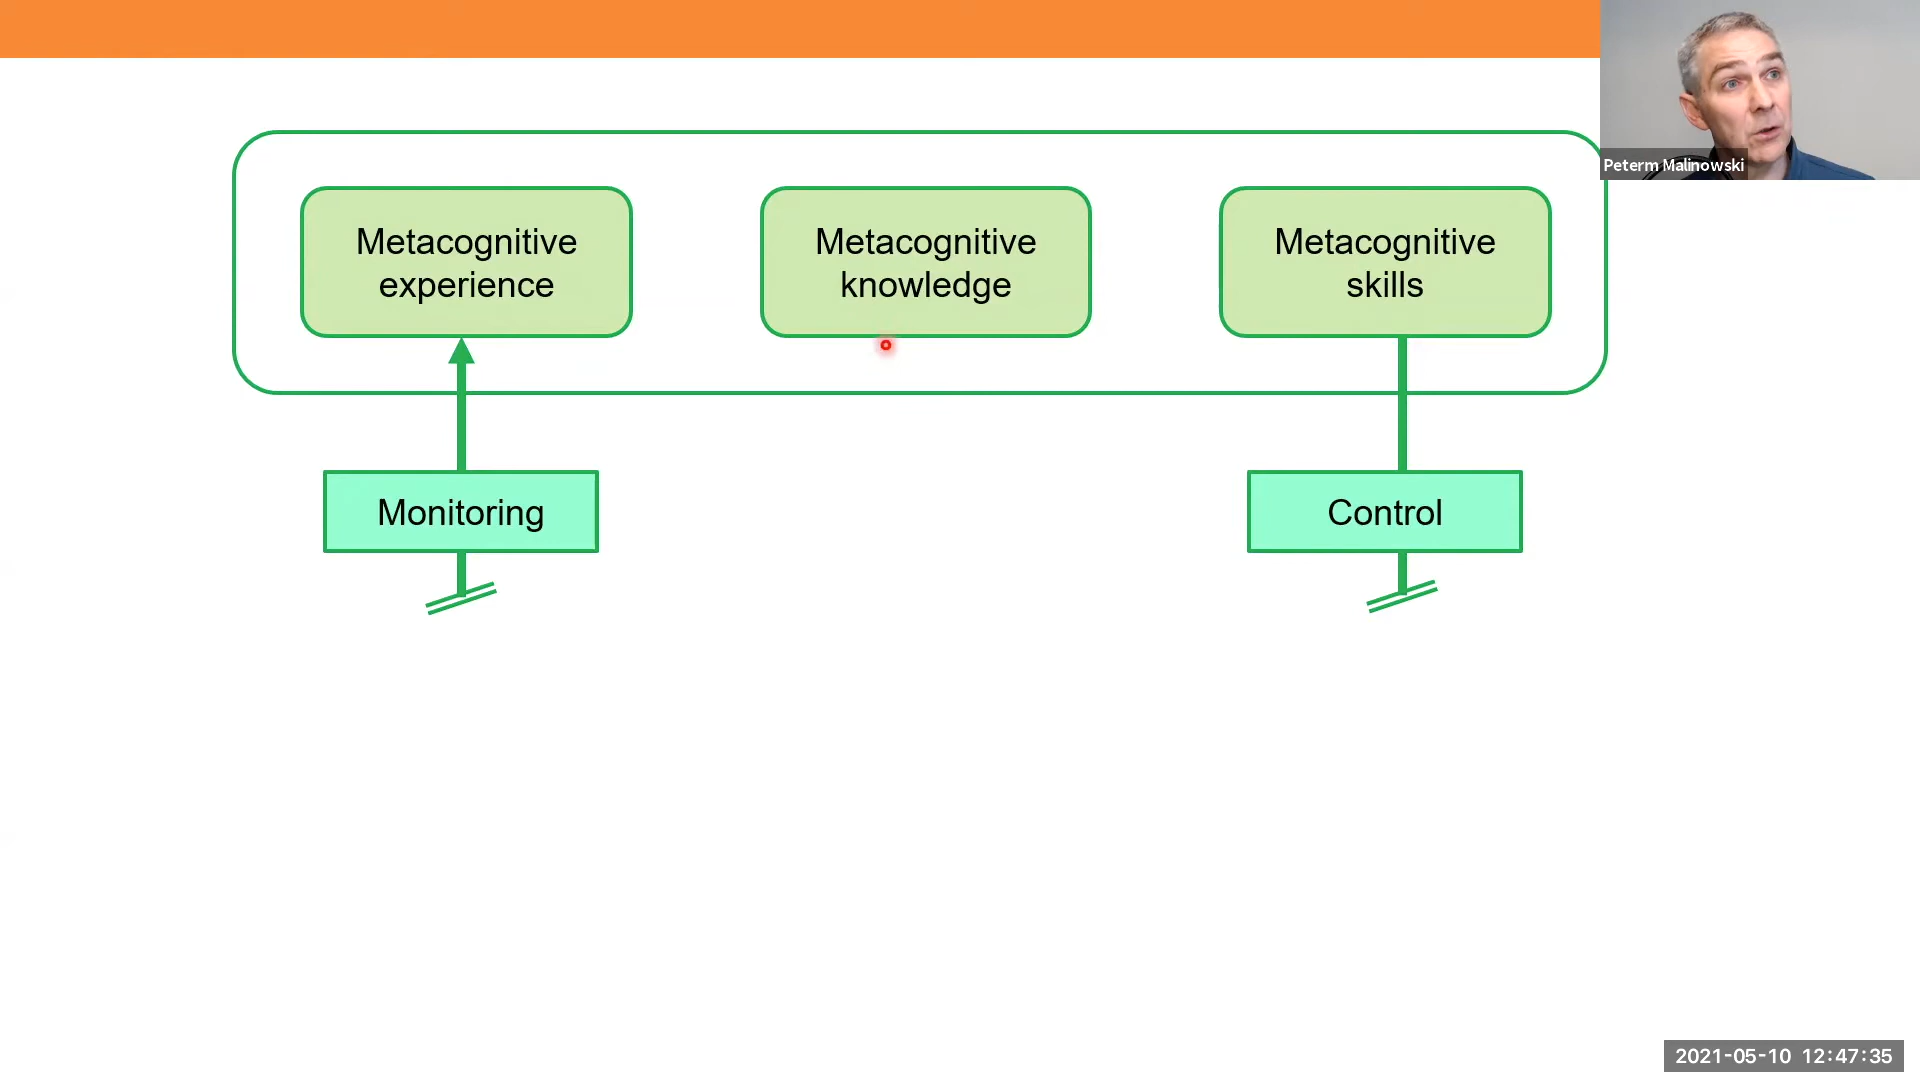 Metacognitive
experience
Metacognitive
knowledge
Metacognitive
skills
Peterm Malinowski
Monitoring
Control
2021-05-10 12:47:35